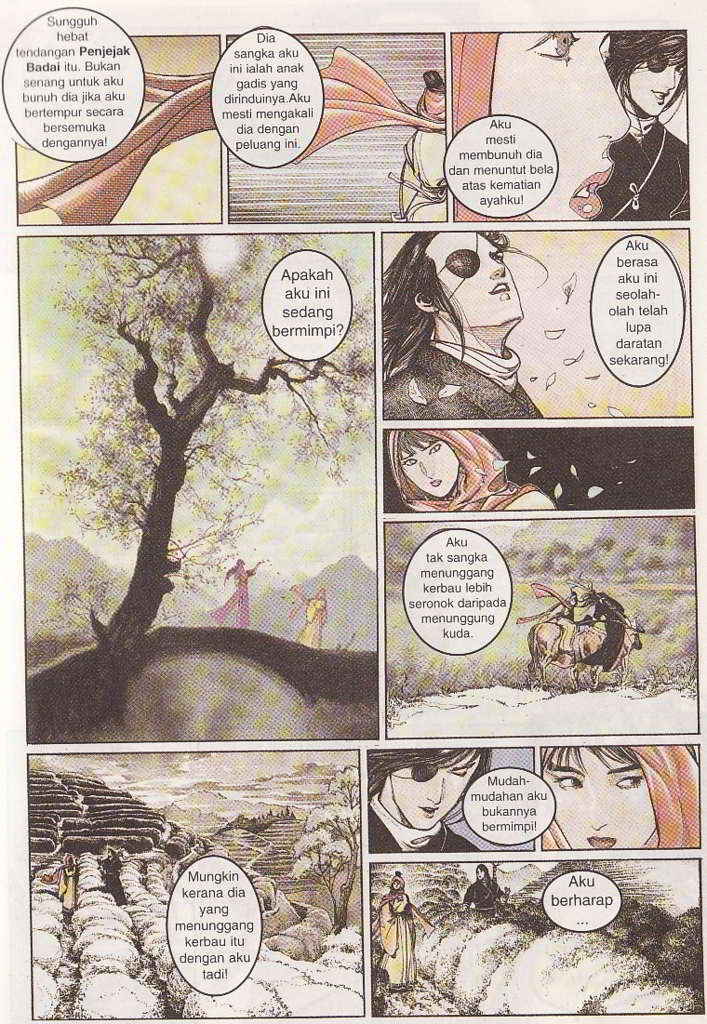 Sungguh
hebat
tendangan Penjejak
Badai itu. Bukan
senang untuk aku
bunuh dia jika aku
bertempur secara
bersemuka
dengannya!
Dia
sangka aku
ini ialah anak
gadis yang
dirinduinya.Aku
mesti mengakali
dia dengan
peluang ini.
Aku
mesti
membunuh dia
dan menuntut bela
atas kematian
ayahku!
Apakah
aku ini
sedang
bermimpi?
Aku
berasa
aku ini
seolah-
olah telah
lupa
daratan
sekarang!
Aku
tak sangka
menunggang
kerbau lebih
seronok daripada
menunggung
kuda.
Mungkin
kerana dia
yang
menunggang
kerbau itu
dengan aku
tadi!
Mudah-
mudahan aku
bukannya
bermimpi!
Aku
berharap
...